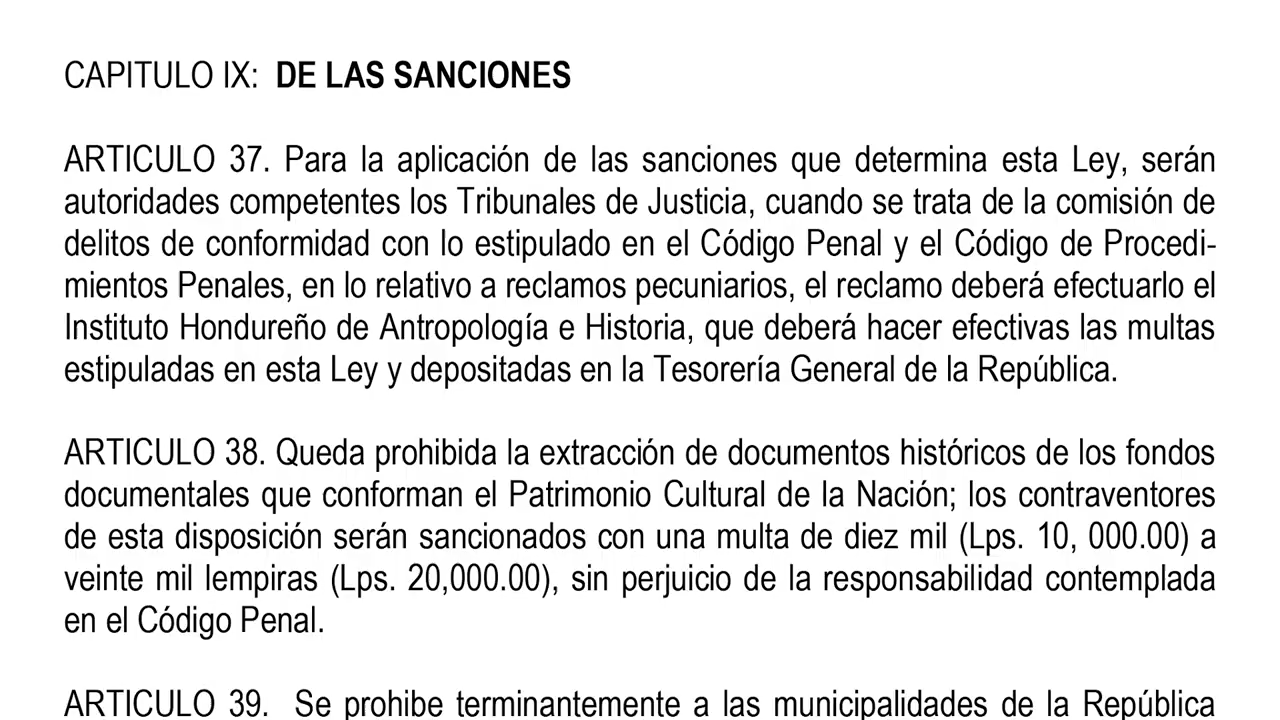 CAPITULO IX: DE LAS SANCIONES
ARTICULO 37. Para la aplicación de las sanciones que determina esta Ley, serán
autoridades competentes los Tribunales de Justicia, cuando se trata de la comisión de
delitos de conformidad con lo estipulado en el Código Penal y el Código de Procedi-
mientos Penales, en lo relativo a reclamos pecuniarios, el reclamo deberá efectuarlo el
Instituto Hondureño de Antropología e Historia, que deberá hacer efectivas las multas
estipuladas en esta Ley y depositadas en la Tesorería General de la República.
ARTICULO 38. Queda prohibida la extracción de documentos históricos de los fondos
documentales que conforman el Patrimonio Cultural de la Nación; los contraventores
de esta disposición serán sancionados con una multa de diez mil (Lps. 10, 000.00) a
veinte mil lempiras (Lps. 20,000.00), sin perjuicio de la responsabilidad contemplada
en el Código Penal.
ARTICULO 39. Se prohibe terminantemente a las municipalidades de la República